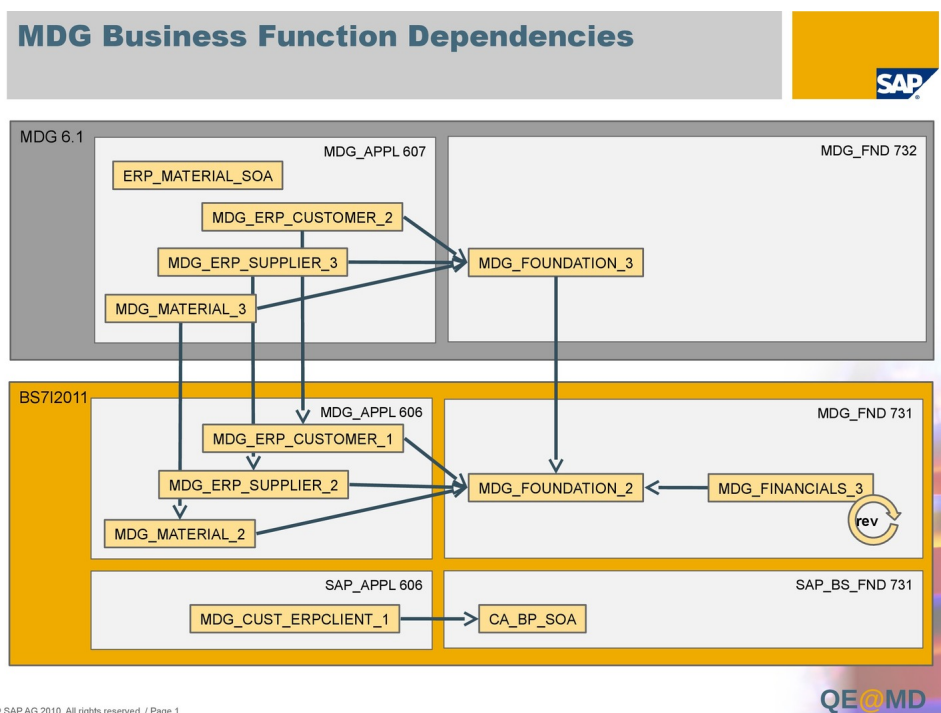 MDG Business Function Dependencies
SAP
MDG 6.1
MDG_APPL 607
MDG_FND 732
ERP_MATERIAL_SOA
MDG_ERP_CUSTOMER_2
MDG_ERP_SUPPLIER_3
MDG_FOUNDATION_3
MDG_MATERIAL_3
BS7I2011
MDG_APPL 606
MDG_FND 731
MDG_ERP_CUSTOMER_1
MDG_ERP_SUPPLIER_2
MDG_FOUNDATION_2
MDG_FINANCIALS_3
rev
MDG_MATERIAL_2
SAP_APPL 606
SAP_BS_FND 731
MDG_CUST_ERPCLIENT_1
CA_BP_SOA
SAP AG 2010. All rights reserved. / Page 1
QE@MD